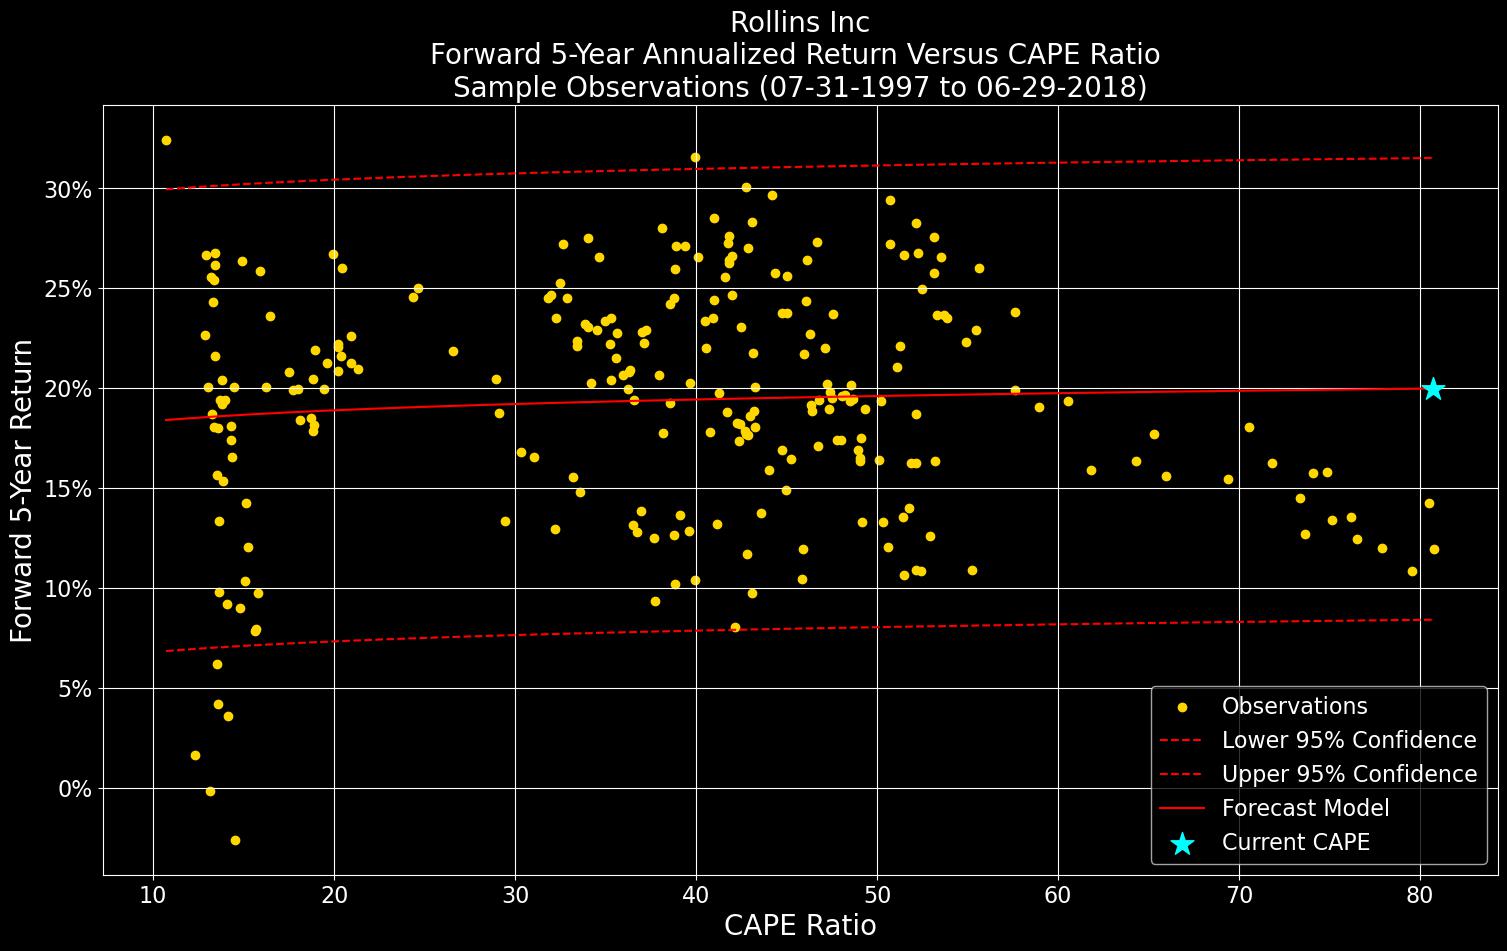 Rollins Inc
Forward 5-Year Annualized Return Versus CAPE Ratio
Sample Observations (07-31-1997 to 06-29-2018)
Forward 5-Year Return
30%
25%
20%
15%
10%
5%
0%
Observations
Lower 95% Confidence
Upper 95% Confidence
Forecast Model
Current CAPE
10 20 30 40 50 60 70 80
CAPE Ratio